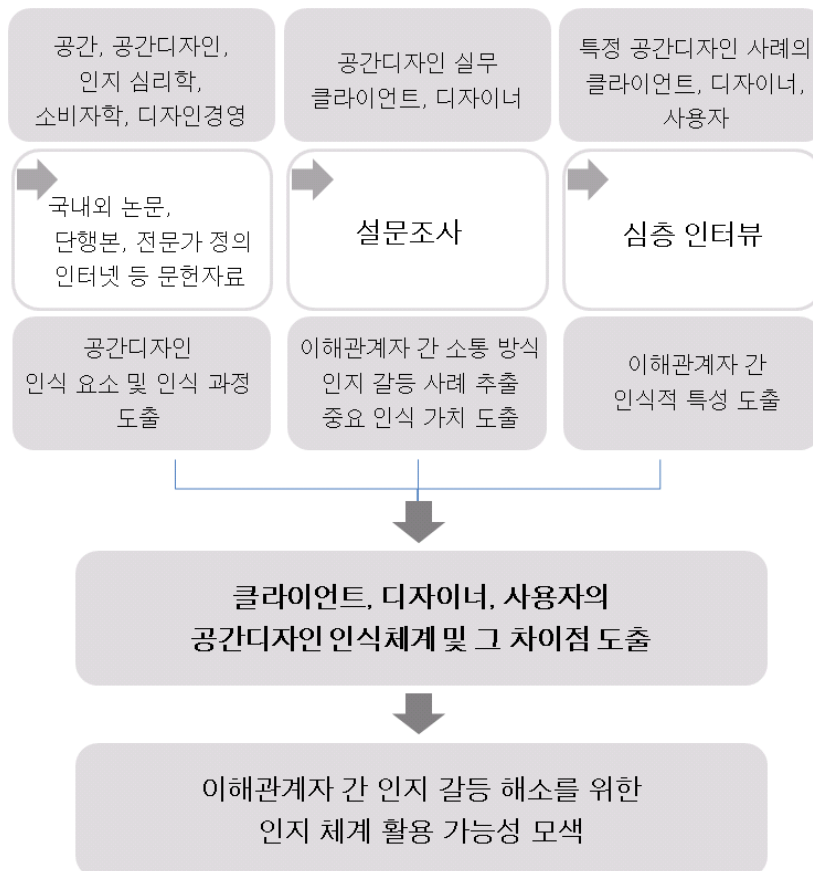 공간, 공간디자인,
인지 심리학,
소비자학, 디자인경영
공간디자인 실무
클라이언트, 디자이너
특정 공간디자인 사례의
클라이언트, 디자이너,
사용자
국내외 논문,
단행본, 전문가 정의
인터넷 등 문헌자료
설문조사
심층 인터뷰
공간디자인
인식 요소 및 인식 과정
도출
이해관계자 간 소통 방식
인지 갈등 사례 추출
중요 인식 가치 도출
이해관계자 간
인식적 특성 도출
클라이언트, 디자이너, 사용자의
공간디자인 인식체계 및 그 차이점 도출
이해관계자 간 인지 갈등 해소를 위한
인지 체계 활용 가능성 모색